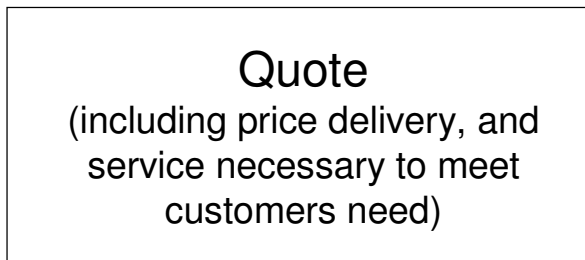 Quote
(including price delivery, and
service necessary to meet
customers need)